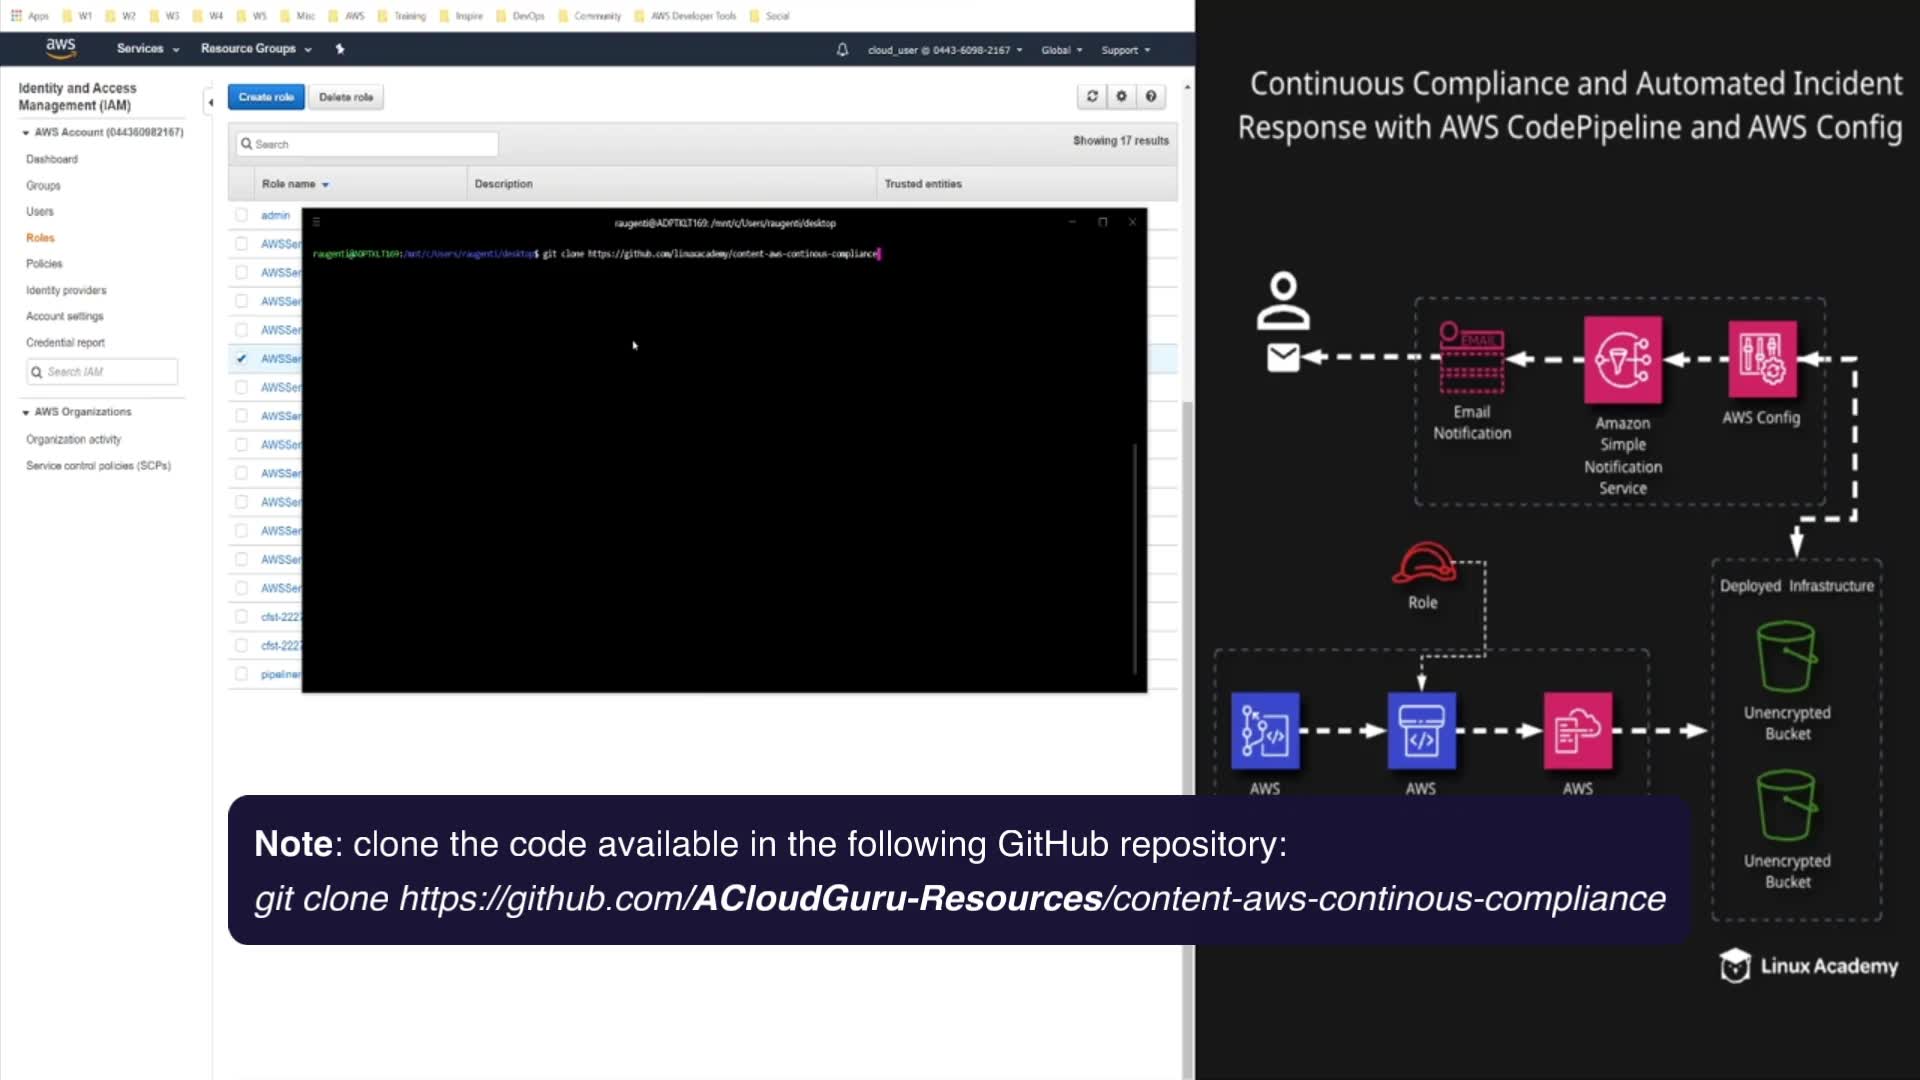 Apps W1 W2 W3 W4 W5 Misc AWS Training Inspire DevOps Community AWS Developer Tools Social
aws Services Resource Groups cloud_user @ 0443-6098-2167 Global Support
Identity and Access
Management (IAM)
AWS Account (044360982167)
Dashboard
Groups
Users
Roles
Policies
Identity providers
Account settings
Credential report
Search IAM
AWS Organizations
Organization activity
Service control policies (SCPs)
Create role Delete role
Search
Showing 17 results
Role name Description Trusted entities
admin
AWSSer
AWSSer
AWSSer
AWSSer
AWSSer
AWSSer
AWSSer
AWSSer
AWSSer
AWSSer
AWSSer
AWSSer
AWSSer
cfst-2227
cfst-2227
pipeliner
raugenti@ADPTKLT169: /mnt/c/Users/raugenti/desktop
raugenti@ADPTKLT169:/mnt/c/Users/raugenti/desktop$ git clone https://github.com/linuxacademy/content-aws-continous-compliance
Continuous Compliance and Automated Incident
Response with AWS CodePipeline and AWS Config
EMAIL
Email
Notification
Amazon
Simple
Notification
Service
AWS Config
Role
Deployed Infrastructure
Unencrypted
Bucket
Unencrypted
Bucket
AWS
AWS
AWS
Note: clone the code available in the following GitHub repository:
git clone https://github.com/ACloudGuru-Resources/content-aws-continous-compliance
Linux Academy